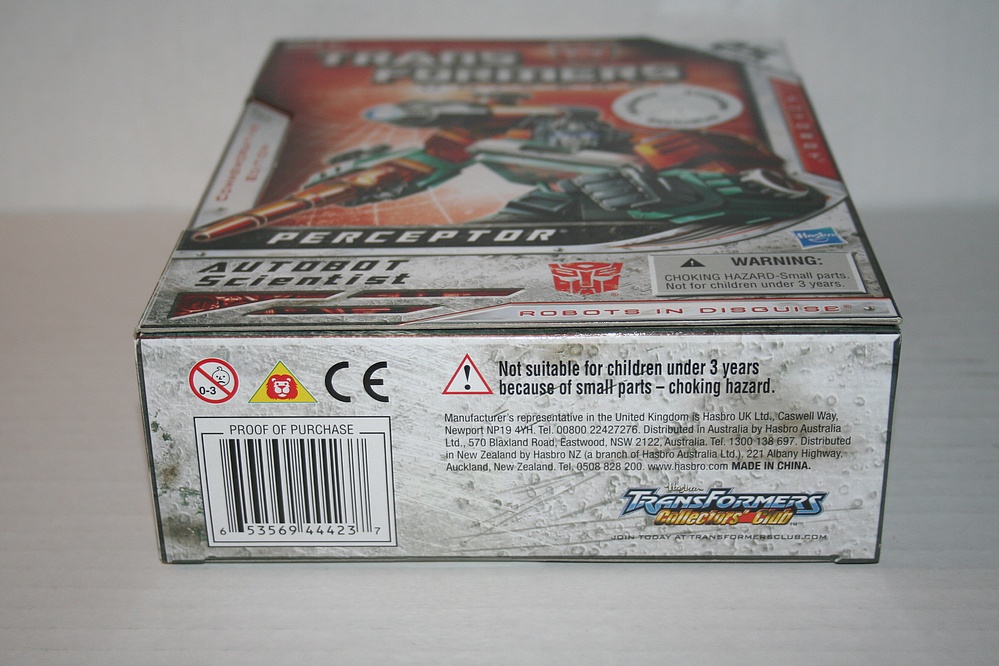 TRANS
FORMERS
COMMEMORATIVE
EDITION
PERCEPTOR
Hasbro
AUTOBOT
Scientist
WARNING:
CHOKING HAZARD-Small parts.
Not for children under 3 years.
ROBOTS IN DISGUISE®
0-3
CE
Not suitable for children under 3 years
because of small parts – choking hazard.
PROOF OF PURCHASE
6 53569 44423 7
Manufacturer's representative in the United Kingdom is Hasbro UK Ltd., Caswell Way,
Newport NP19 4YH. Tel. 00800 22427276. Distributed in Australia by Hasbro Australia
Ltd., 570 Blaxland Road, Eastwood, NSW 2122, Australia. Tel. 1300 138 697. Distributed
in New Zealand by Hasbro NZ (a branch of Hasbro Australia Ltd.), 221 Albany Highway,
Auckland, New Zealand. Tel. 0508 828 200. www.hasbro.com MADE IN CHINA.
Hasbro
TRANSFORMERS
Collectors' Club™
JOIN TODAY AT TRANSFORMERSCLUB.COM